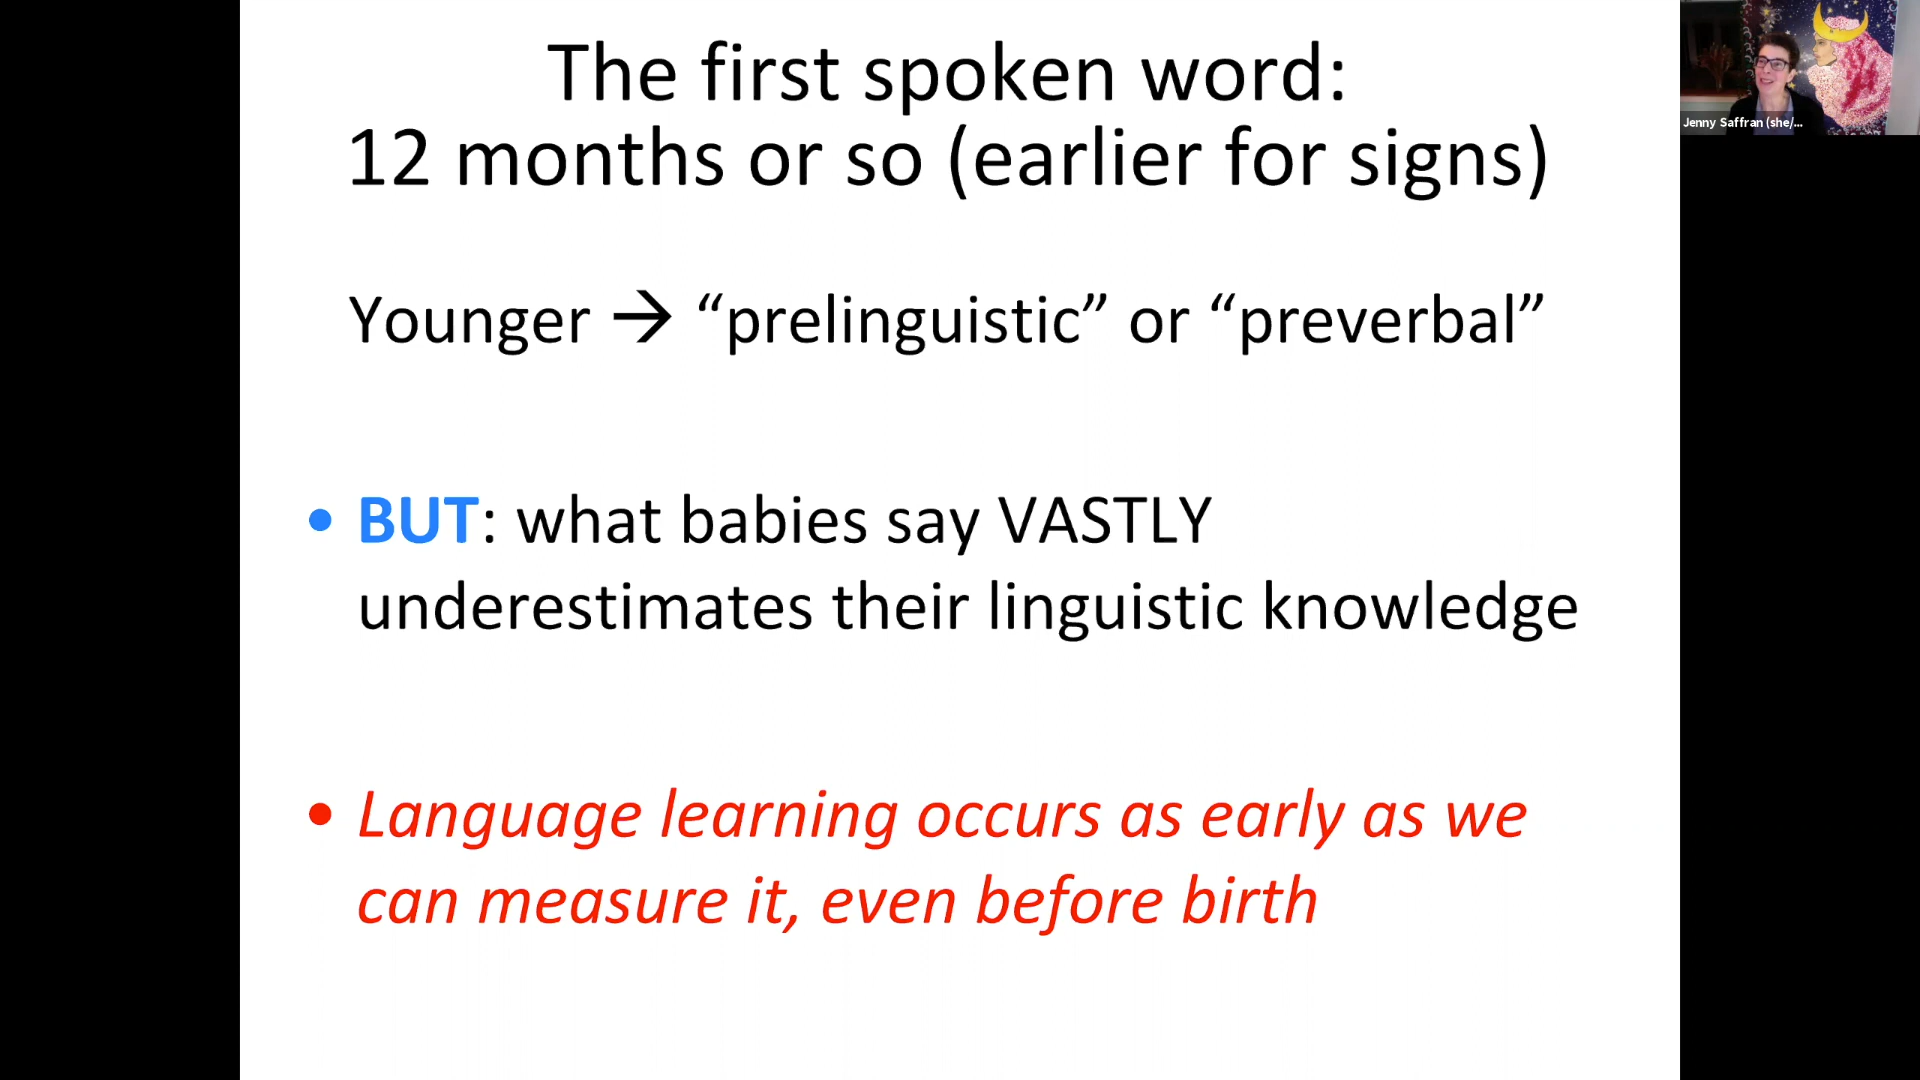 The first spoken word:
12 months or so (earlier for signs)
Younger → “prelinguistic” or “preverbal”
• BUT: what babies say VASTLY
underestimates their linguistic knowledge
• Language learning occurs as early as we
can measure it, even before birth
Jenny Saffran (she/...